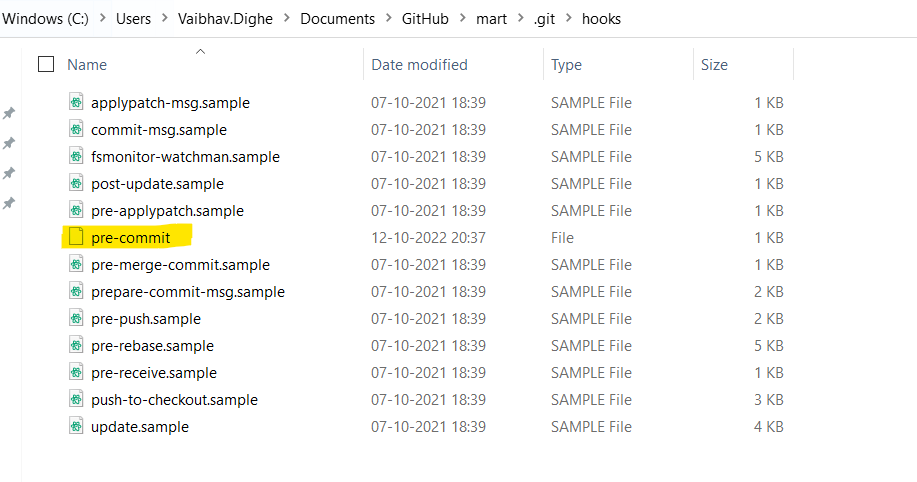 Windows (C:) > Users > Vaibhav.Dighe > Documents > GitHub > mart > .git > hooks
Name Date modified Type Size
applypatch-msg.sample 07-10-2021 18:39 SAMPLE File 1 KB
commit-msg.sample 07-10-2021 18:39 SAMPLE File 1 KB
fsmonitor-watchman.sample 07-10-2021 18:39 SAMPLE File 5 KB
post-update.sample 07-10-2021 18:39 SAMPLE File 1 KB
pre-applypatch.sample 07-10-2021 18:39 SAMPLE File 1 KB
pre-commit 12-10-2022 20:37 File 1 KB
pre-merge-commit.sample 07-10-2021 18:39 SAMPLE File 1 KB
prepare-commit-msg.sample 07-10-2021 18:39 SAMPLE File 2 KB
pre-push.sample 07-10-2021 18:39 SAMPLE File 2 KB
pre-rebase.sample 07-10-2021 18:39 SAMPLE File 5 KB
pre-receive.sample 07-10-2021 18:39 SAMPLE File 1 KB
push-to-checkout.sample 07-10-2021 18:39 SAMPLE File 3 KB
update.sample 07-10-2021 18:39 SAMPLE File 4 KB